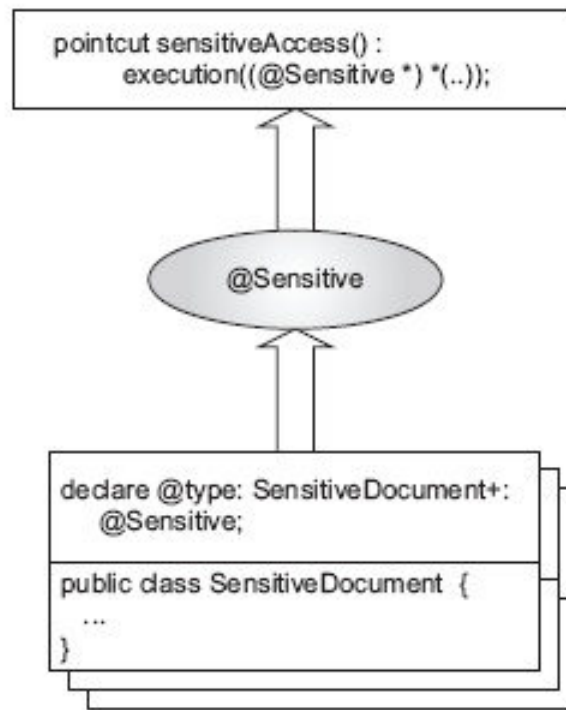 pointcut sensitiveAccess() :
execution((@Sensitive *) *(..));
@Sensitive
declare @type: SensitiveDocument+:
@Sensitive;
public class SensitiveDocument {
...
}